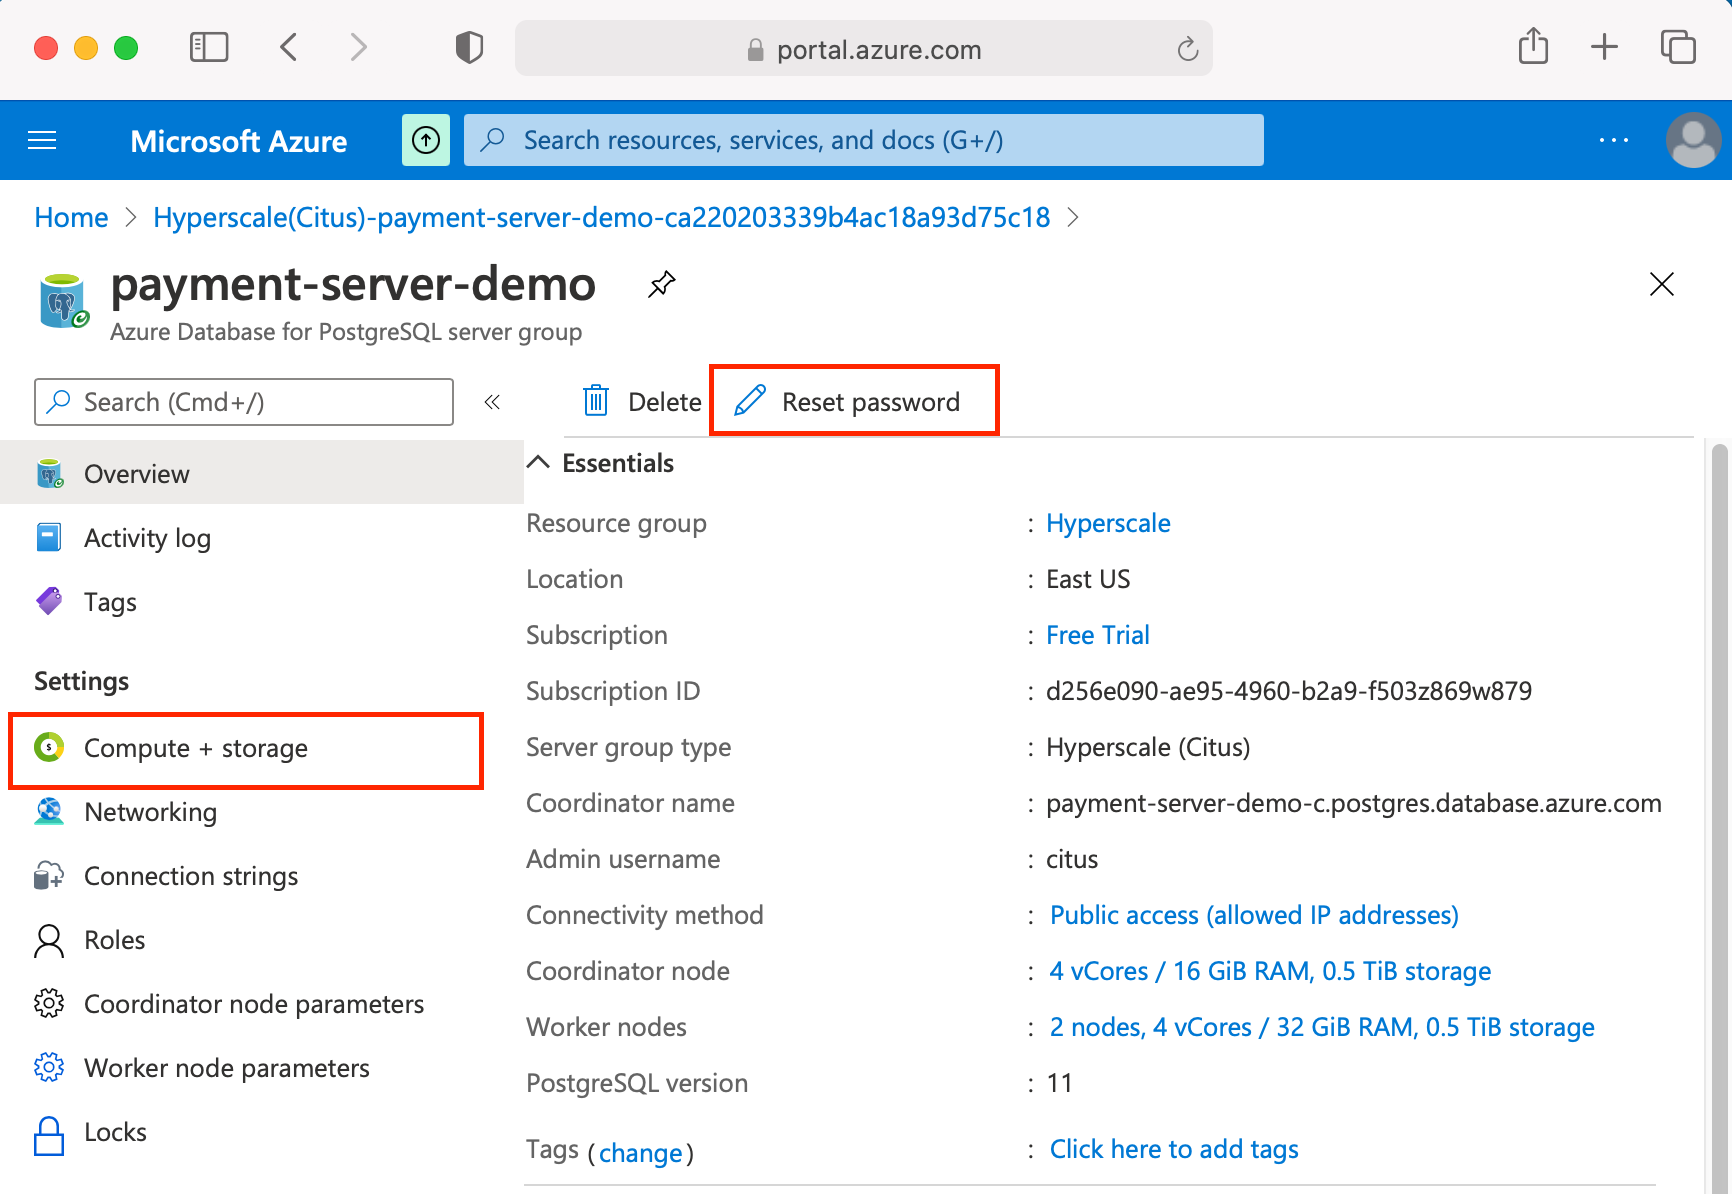 portal.azure.com
Microsoft Azure
Search resources, services, and docs (G+/)
Home > Hyperscale(Citus)-payment-server-demo-ca220203339b4ac18a93d75c18 >
payment-server-demo
Azure Database for PostgreSQL server group
Search (Cmd+/)
«
Delete
Reset password
Overview
Activity log
Tags
Settings
Compute + storage
Networking
Connection strings
Roles
Coordinator node parameters
Worker node parameters
Locks
Essentials
Resource group : Hyperscale
Location : East US
Subscription : Free Trial
Subscription ID : d256e090-ae95-4960-b2a9-f503z869w879
Server group type : Hyperscale (Citus)
Coordinator name : payment-server-demo-c.postgres.database.azure.com
Admin username : citus
Connectivity method : Public access (allowed IP addresses)
Coordinator node : 4 vCores / 16 GiB RAM, 0.5 TiB storage
Worker nodes : 2 nodes, 4 vCores / 32 GiB RAM, 0.5 TiB storage
PostgreSQL version : 11
Tags (change) : Click here to add tags